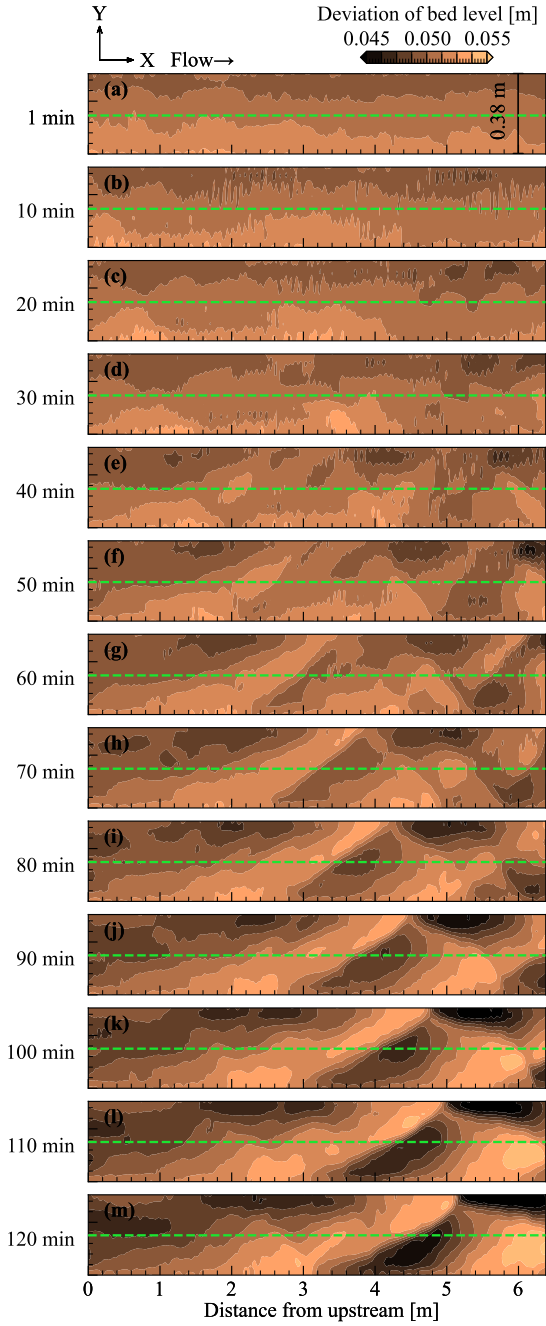 Deviation of bed level [m]
0.045 0.050 0.055
Y
X Flow→
(a)
1 min
0.38 m
(b)
10 min
(c)
20 min
(d)
30 min
(e)
40 min
(f)
50 min
(g)
60 min
(h)
70 min
(i)
80 min
(j)
90 min
(k)
100 min
(l)
110 min
(m)
120 min
0 1 2 3 4 5 6
Distance from upstream [m]